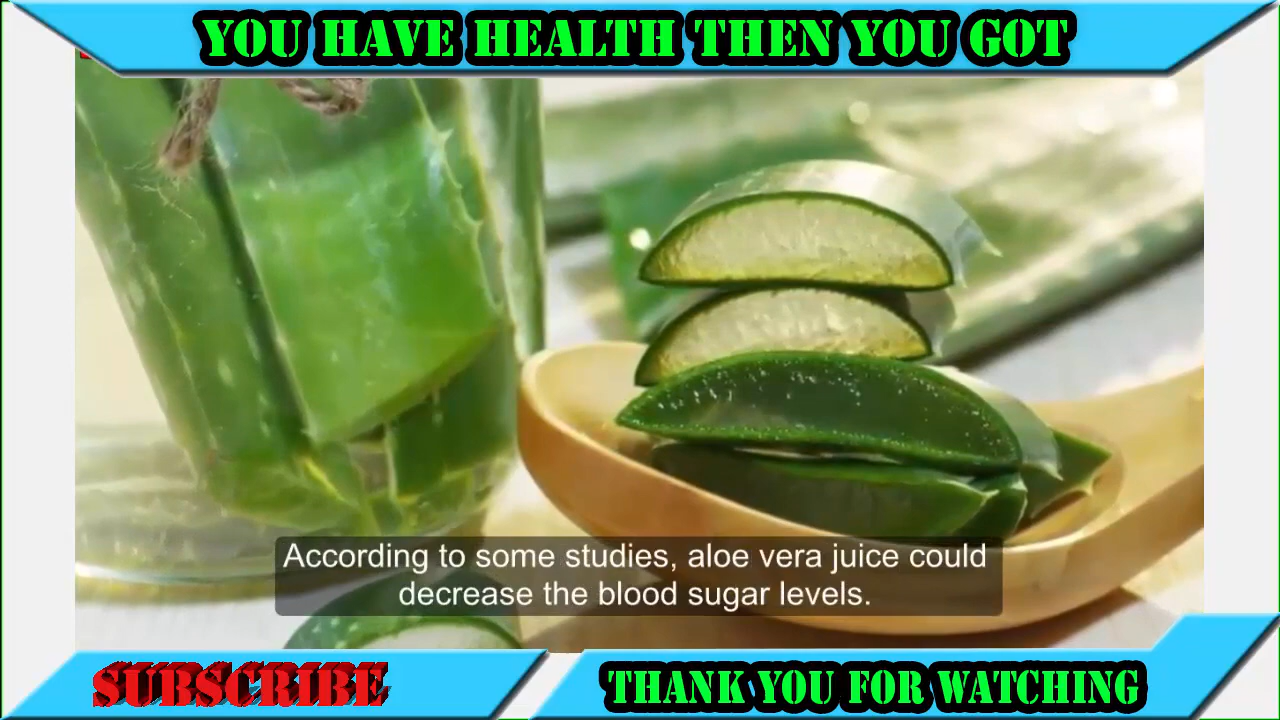 YOU HAVE HEALTH THEN YOU GOT
According to some studies, aloe vera juice could
decrease the blood sugar levels.
SUBSCRIBE
THANK YOU FOR WATCHING